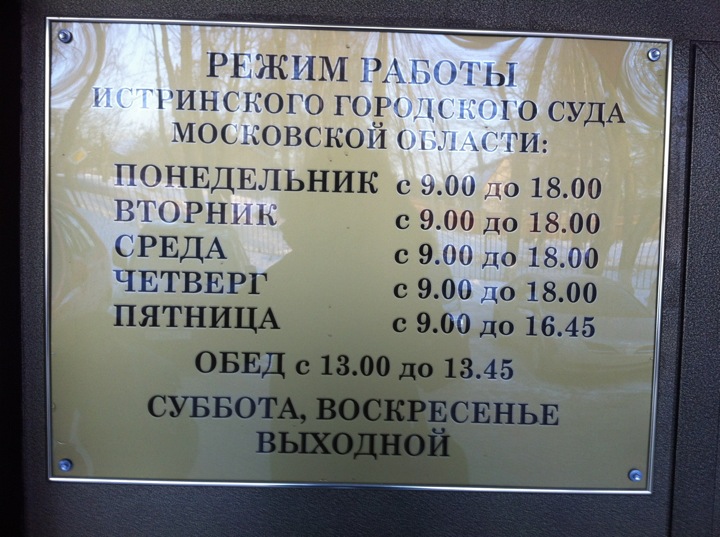 РЕЖИМ РАБОТЫ
ИСТРИНСКОГО ГОРОДСКОГО СУДА
МОСКОВСКОЙ ОБЛАСТИ:
ПОНЕДЕЛЬНИК с 9.00 до 18.00
ВТОРНИК с 9.00 до 18.00
СРЕДА с 9.00 до 18.00
ЧЕТВЕРГ с 9.00 до 18.00
ПЯТНИЦА с 9.00 до 16.45
ОБЕД с 13.00 до 13.45
СУББОТА, ВОСКРЕСЕНЬЕ
ВЫХОДНОЙ